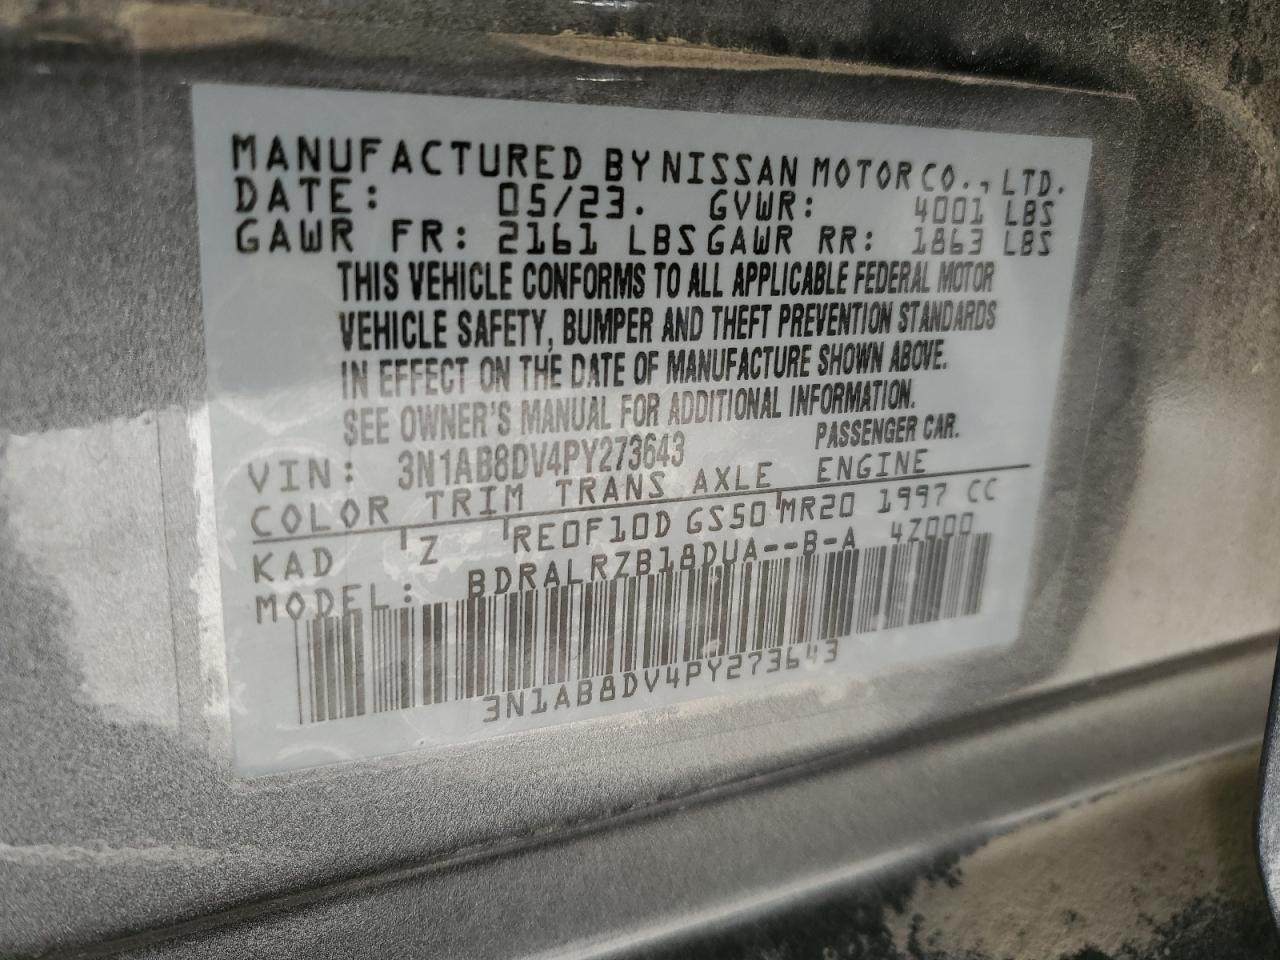 MANUFACTURED BY NISSAN MOTOR CO., LTD.
DATE: 05/23. GVWR: 4001 LBS
GAWR FR: 2161 LBS GAWR RR: 1863 LBS
THIS VEHICLE CONFORMS TO ALL APPLICABLE FEDERAL MOTOR
VEHICLE SAFETY, BUMPER AND THEFT PREVENTION STANDARDS
IN EFFECT ON THE DATE OF MANUFACTURE SHOWN ABOVE.
SEE OWNER'S MANUAL FOR ADDITIONAL INFORMATION.
VIN: 3N1AB8DV4PY273643 PASSENGER CAR.
COLOR TRIM TRANS AXLE ENGINE
KAD Z RE0F10D GS50 MR20 1997 CC
MODEL: BDRALRZB18DUA--B-A 4Z000
3N1AB8DV4PY273643